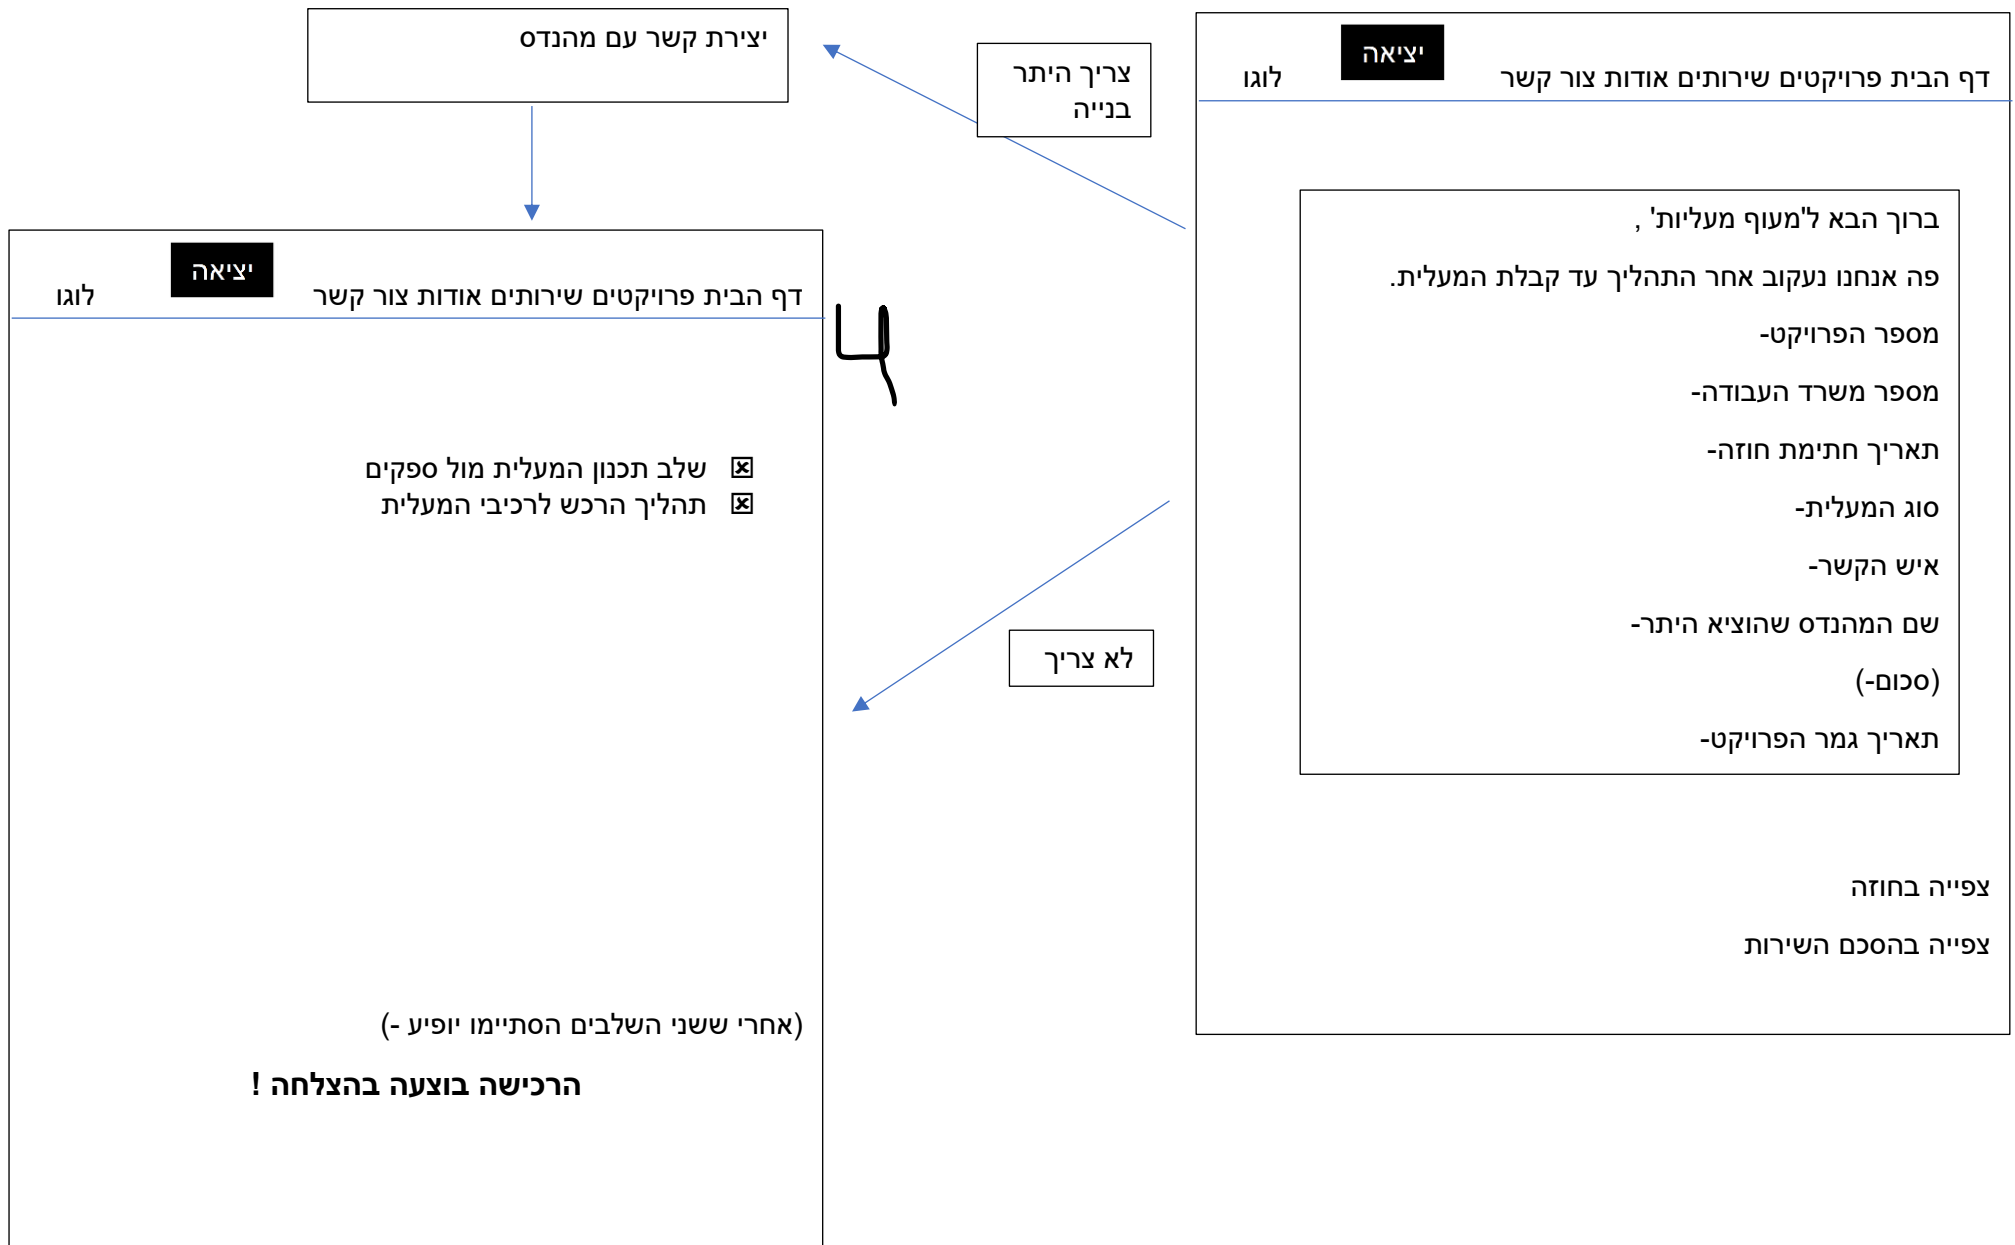 יציאה
דף הבית פרויקטים שירותים אודות צור קשר לוגו
ברוך הבא ל'מעוף מעליות' ,
פה אנחנו נעקוב אחר התהליך עד קבלת המעלית.
מספר הפרויקט-
מספר משרד העבודה-
תאריך חתימת חוזה-
סוג המעלית-
איש הקשר-
שם המהנדס שהוציא היתר-
(סכום-)
תאריך גמר הפרויקט-
צפייה בחוזה
צפייה בהסכם השירות
צריך היתר
בנייה
לא צריך
יצירת קשר עם מהנדס
יציאה
דף הבית פרויקטים שירותים אודות צור קשר לוגו
שלב תכנון המעלית מול ספקים
תהליך הרכש לרכיבי המעלית
(אחרי ששני השלבים הסתיימו יופיע -)
הרכישה בוצעה בהצלחה !